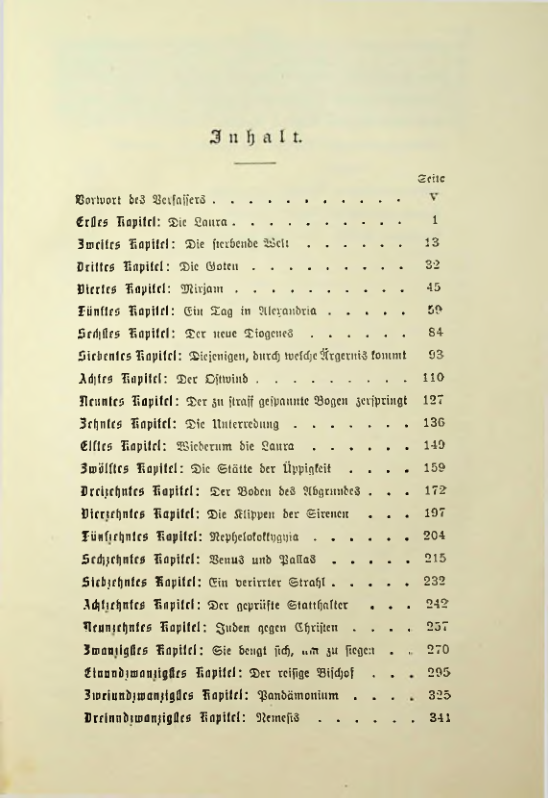 Inhalt.
Seite
Vorwort des Verfassers . . . . . . . . . . . V
Erstes Kapitel: Die Laura . . . . . . . . . . 1
Zweites Kapitel: Die sterbende Welt . . . . . . 13
Drittes Kapitel: Die Goten . . . . . . . . . 32
Viertes Kapitel: Mirjam . . . . . . . . . . 45
Fünftes Kapitel: Ein Tag in Alexandria . . . . . 59
Sechstes Kapitel: Der neue Diogenes . . . . . . 84
Siebentes Kapitel: Diejenigen, durch welche Ärgernis kommt 93
Achtes Kapitel: Der Ostwind . . . . . . . . . 110
Neuntes Kapitel: Der zu straff gespannte Bogen zerspringt 127
Zehntes Kapitel: Die Unterredung . . . . . . . 136
Elftes Kapitel: Wiederum die Laura . . . . . . 149
Zwölftes Kapitel: Die Stätte der Üppigkeit . . . . 159
Dreizehntes Kapitel: Der Boden des Abgrundes . . . 172
Vierzehntes Kapitel: Die Klippen der Sirenen . . . 197
Fünfzehntes Kapitel: Nephelokokkygyia . . . . . 204
Sechzehntes Kapitel: Venus und Pallas . . . . . 215
Siebzehntes Kapitel: Ein verirrter Strahl . . . . . 232
Achtzehntes Kapitel: Der geprüfte Statthalter . . . 242
Neunzehntes Kapitel: Juden gegen Christen . . . . 257
Zwanzigstes Kapitel: Sie beugt sich, um zu siegen . . 270
Einundzwanzigstes Kapitel: Der reisige Bischof . . . 295
Zweiundzwanzigstes Kapitel: Pandämonium . . . . 325
Dreiundzwanzigstes Kapitel: Nemesis . . . . . . 341